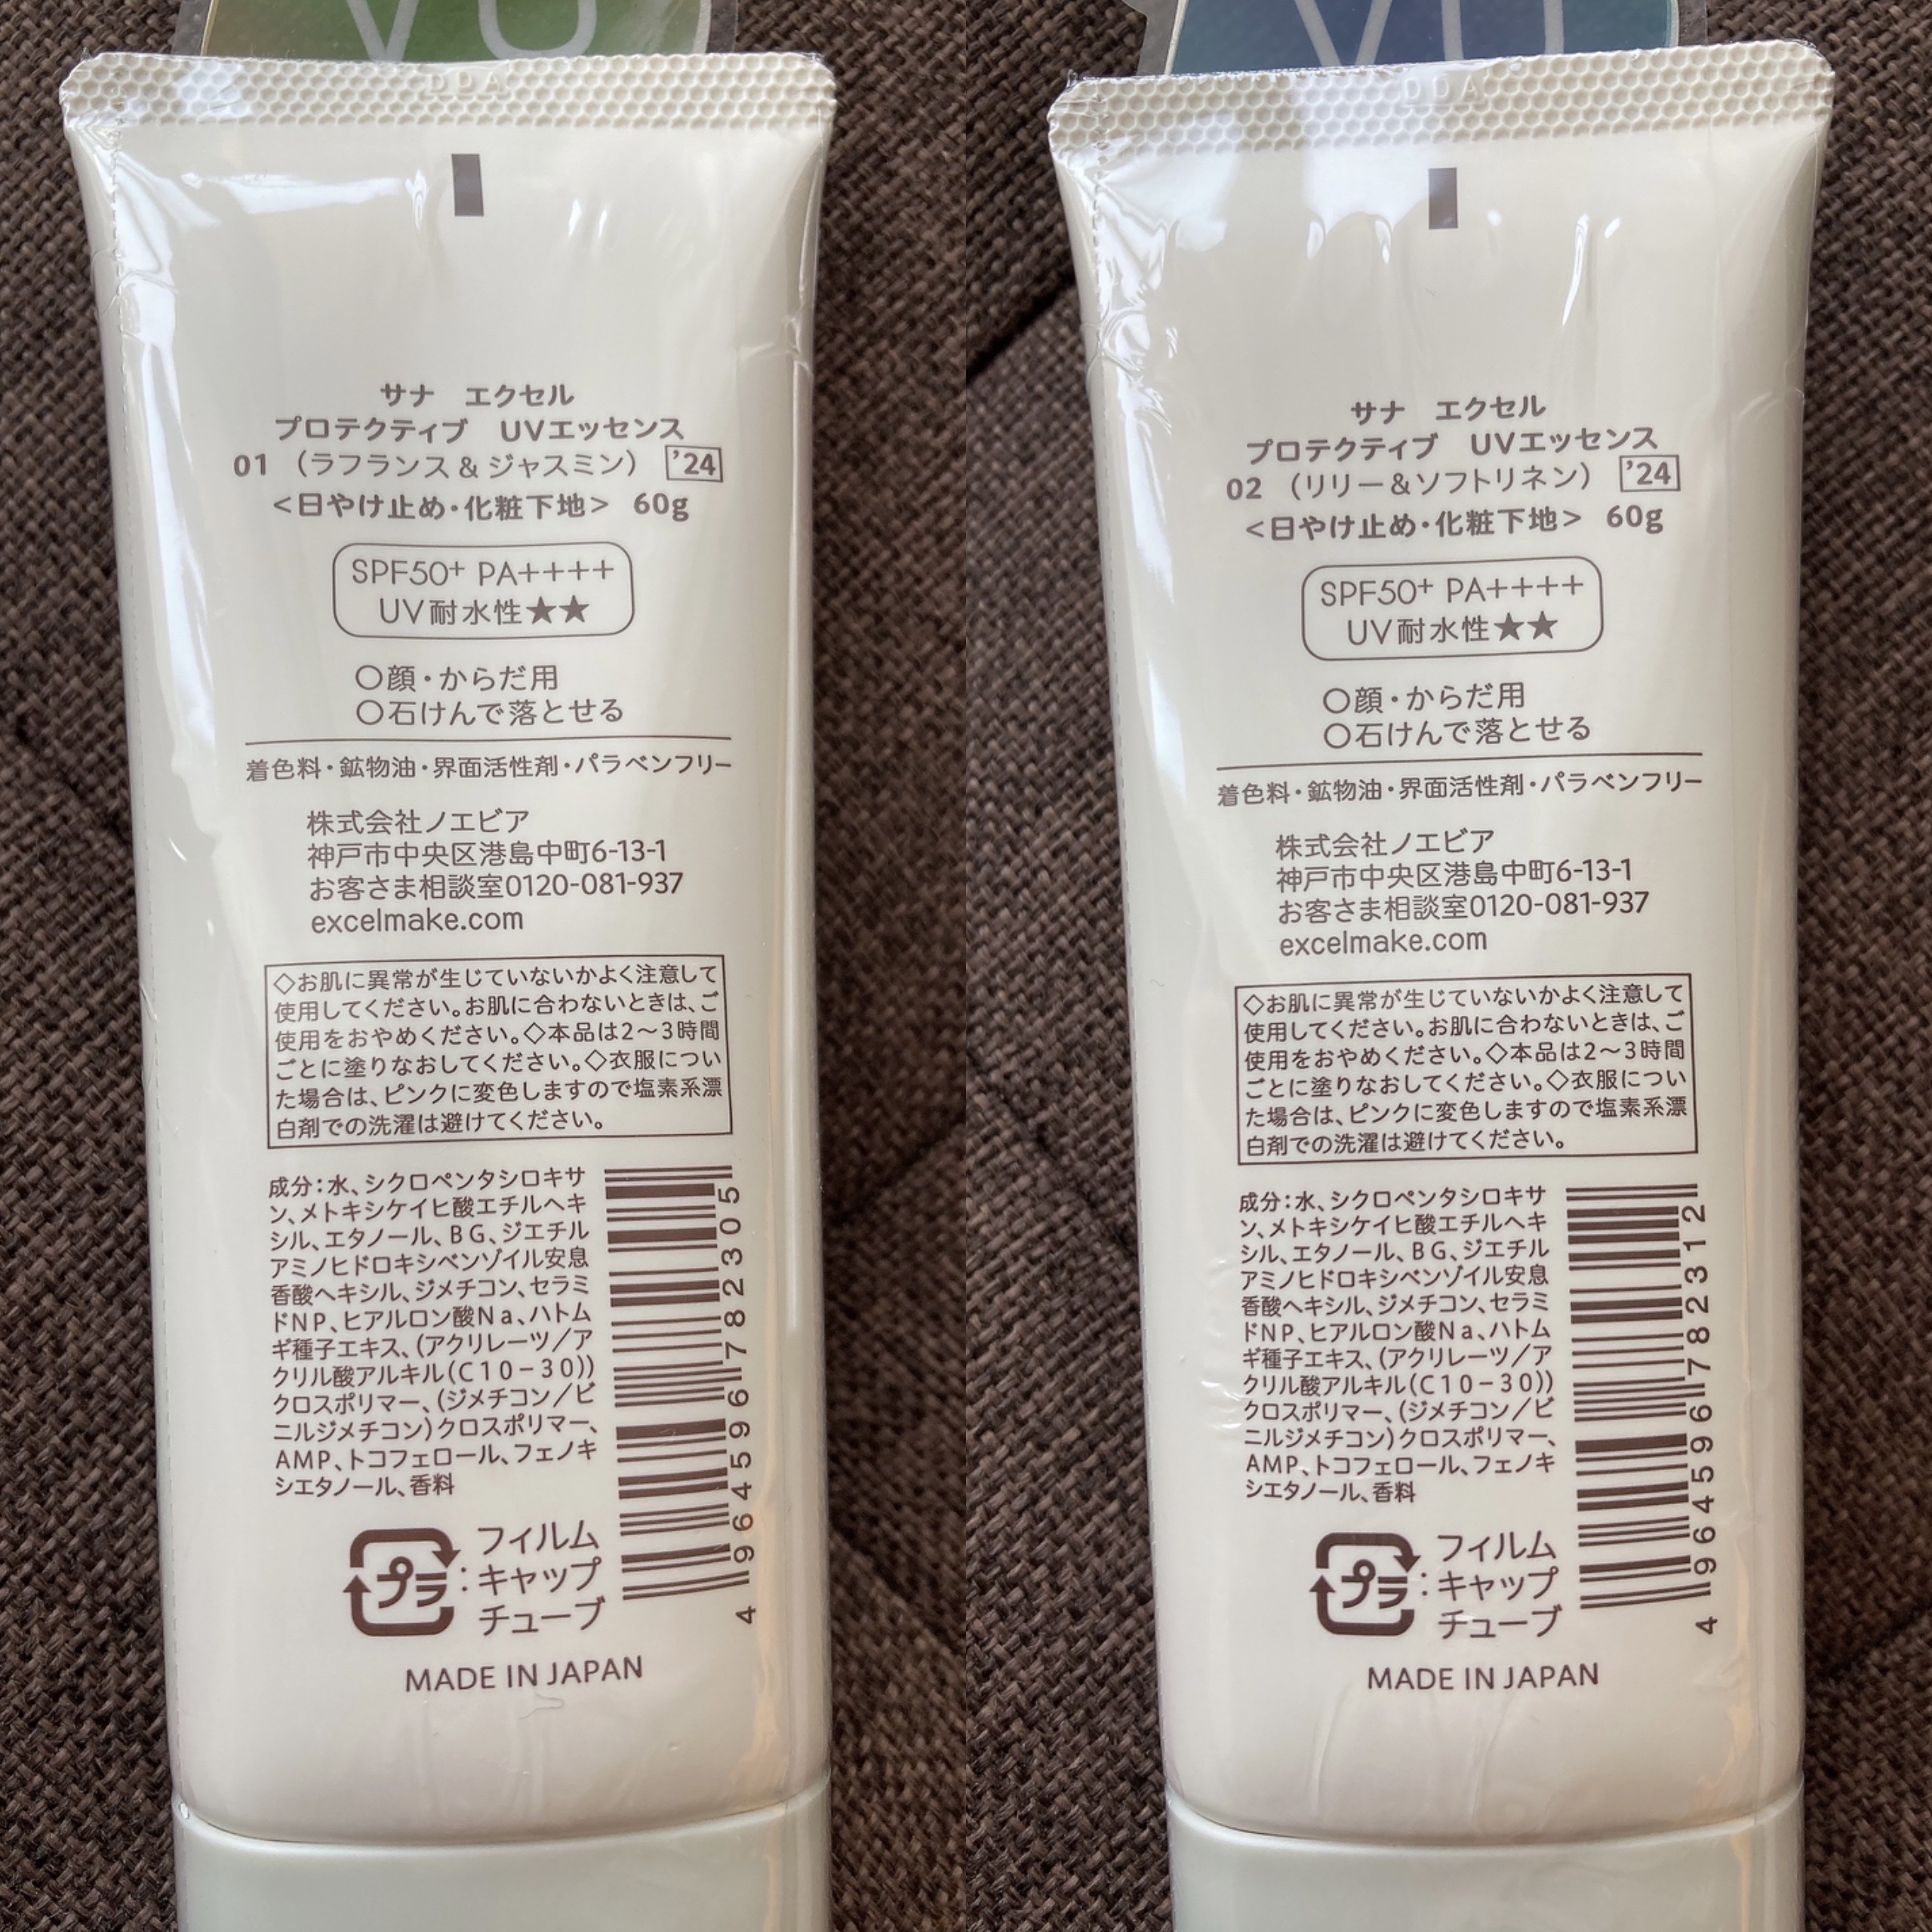 VU
DDA
サナ エクセル
プロテクティブ UVエッセンス
01 (ラフランス&ジャスミン) '24
<日やけ止め・化粧下地> 60g
SPF50+ PA++++
UV耐水性★★
○顔・からだ用
○石けんで落とせる
着色料・鉱物油・界面活性剤・パラベンフリー
株式会社ノエビア
神戸市中央区港島中町6-13-1
お客さま相談室0120-081-937
excelmake.com
◇お肌に異常が生じていないかよく注意して
使用してください。お肌に合わないときは、ご
使用をおやめください。◇本品は2〜3時間
ごとに塗りなおしてください。◇衣服につい
た場合は、ピンクに変色しますので塩素系漂
白剤での洗濯は避けてください。
成分:水、シクロペンタシロキサ
ン、メトキシケイヒ酸エチルヘキ
シル、エタノール、BG、ジエチル
アミノヒドロキシベンゾイル安息
香酸ヘキシル、ジメチコン、セラミ
ドNP、ヒアルロン酸Na、ハトム
ギ種子エキス、(アクリレーツ/ア
クリル酸アルキル(C10-30))
クロスポリマー、(ジメチコン/ビ
ニルジメチコン)クロスポリマー、
AMP、トコフェロール、フェノキ
シエタノール、香料
4964596782305
プラ:フィルム
キャップ
チューブ
MADE IN JAPAN
VU
DDA
サナ エクセル
プロテクティブ UVエッセンス
02 (リリー&ソフトリネン) '24
<日やけ止め・化粧下地> 60g
SPF50+ PA++++
UV耐水性★★
○顔・からだ用
○石けんで落とせる
着色料・鉱物油・界面活性剤・パラベンフリー
株式会社ノエビア
神戸市中央区港島中町6-13-1
お客さま相談室0120-081-937
excelmake.com
◇お肌に異常が生じていないかよく注意して
使用してください。お肌に合わないときは、ご
使用をおやめください。◇本品は2〜3時間
ごとに塗りなおしてください。◇衣服につい
た場合は、ピンクに変色しますので塩素系漂
白剤での洗濯は避けてください。
成分:水、シクロペンタシロキサ
ン、メトキシケイヒ酸エチルヘキ
シル、エタノール、BG、ジエチル
アミノヒドロキシベンゾイル安息
香酸ヘキシル、ジメチコン、セラミ
ドNP、ヒアルロン酸Na、ハトム
ギ種子エキス、(アクリレーツ/ア
クリル酸アルキル(C10-30))
クロスポリマー、(ジメチコン/ビ
ニルジメチコン)クロスポリマー、
AMP、トコフェロール、フェノキ
シエタノール、香料
4964596782312
プラ:フィルム
キャップ
チューブ
MADE IN JAPAN